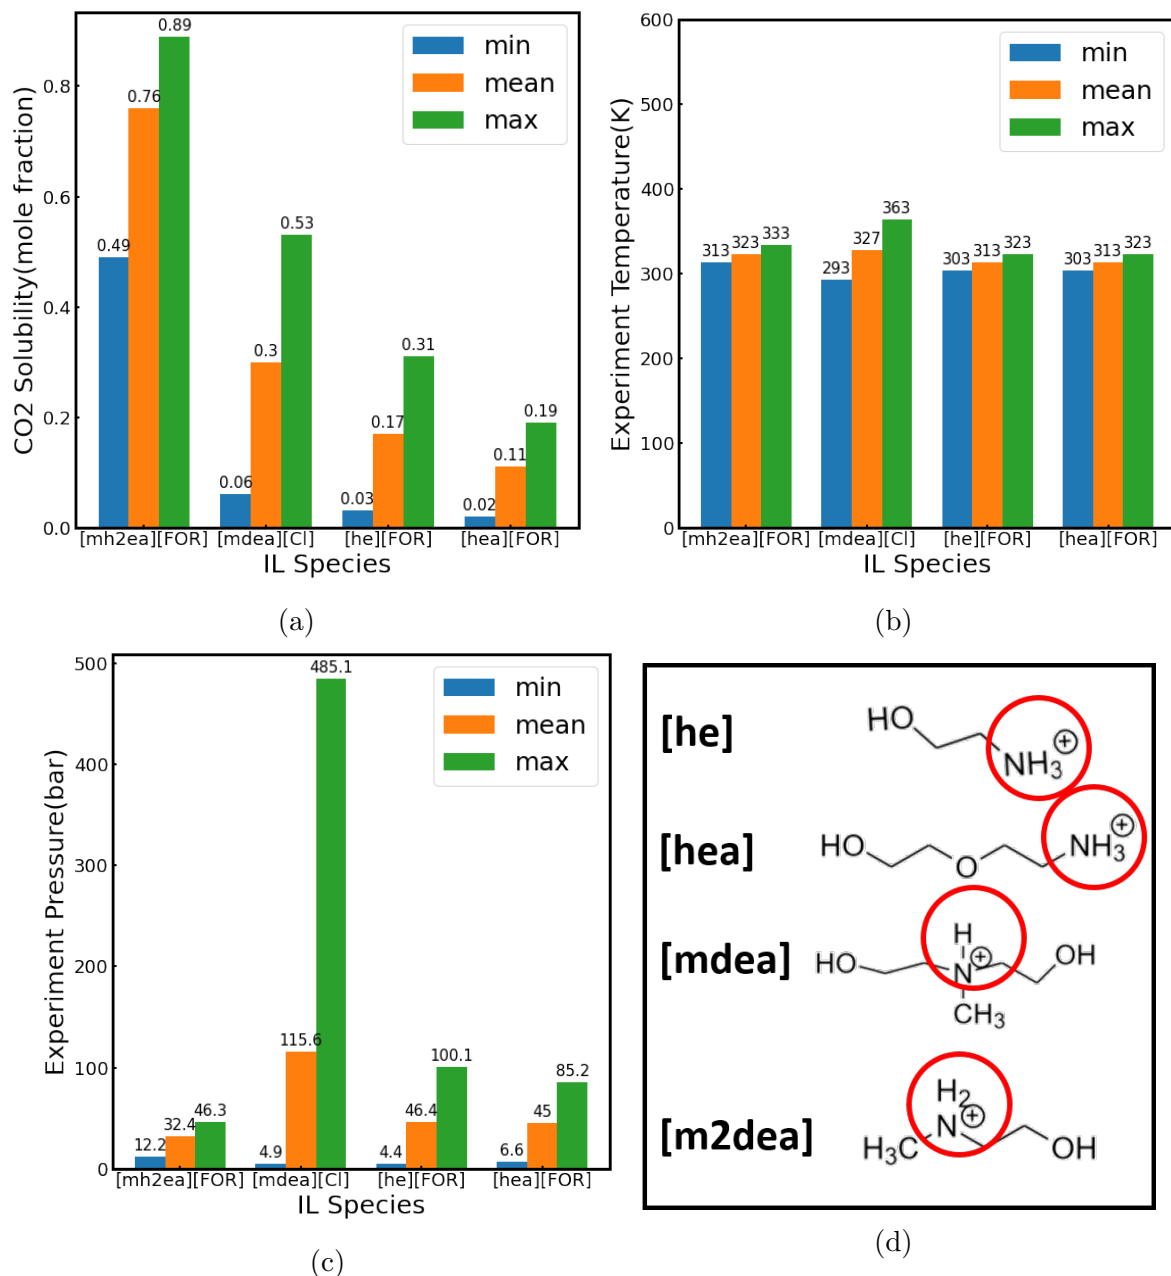 0.89
0.76
0.49
0.53
0.3
0.06
0.31
0.17
0.03
0.19
0.11
0.02
min
mean
max
0.8
0.6
0.4
0.2
0.0
CO2 Solubility(mole fraction)
[mh2ea][FOR] [mdea][Cl] [he][FOR] [hea][FOR]
IL Species
(a)
600
500
400
300
200
100
0
Experiment Temperature(K)
min
mean
max
313 323 333
293 327 363
303 313 323
303 313 323
[mh2ea][FOR] [mdea][Cl] [he][FOR] [hea][FOR]
IL Species
(b)
500
400
300
200
100
0
Experiment Pressure(bar)
min
mean
max
12.2 32.4 46.3
4.9 115.6 485.1
4.4 46.4 100.1
6.6 45 85.2
[mh2ea][FOR] [mdea][Cl] [he][FOR] [hea][FOR]
IL Species
(c)
[he]
HO
NH3 +
[hea]
HO
O
NH3 +
[mdea]
HO
H
N +
OH
CH3
[m2dea]
H2
N +
H3C
OH
(d)